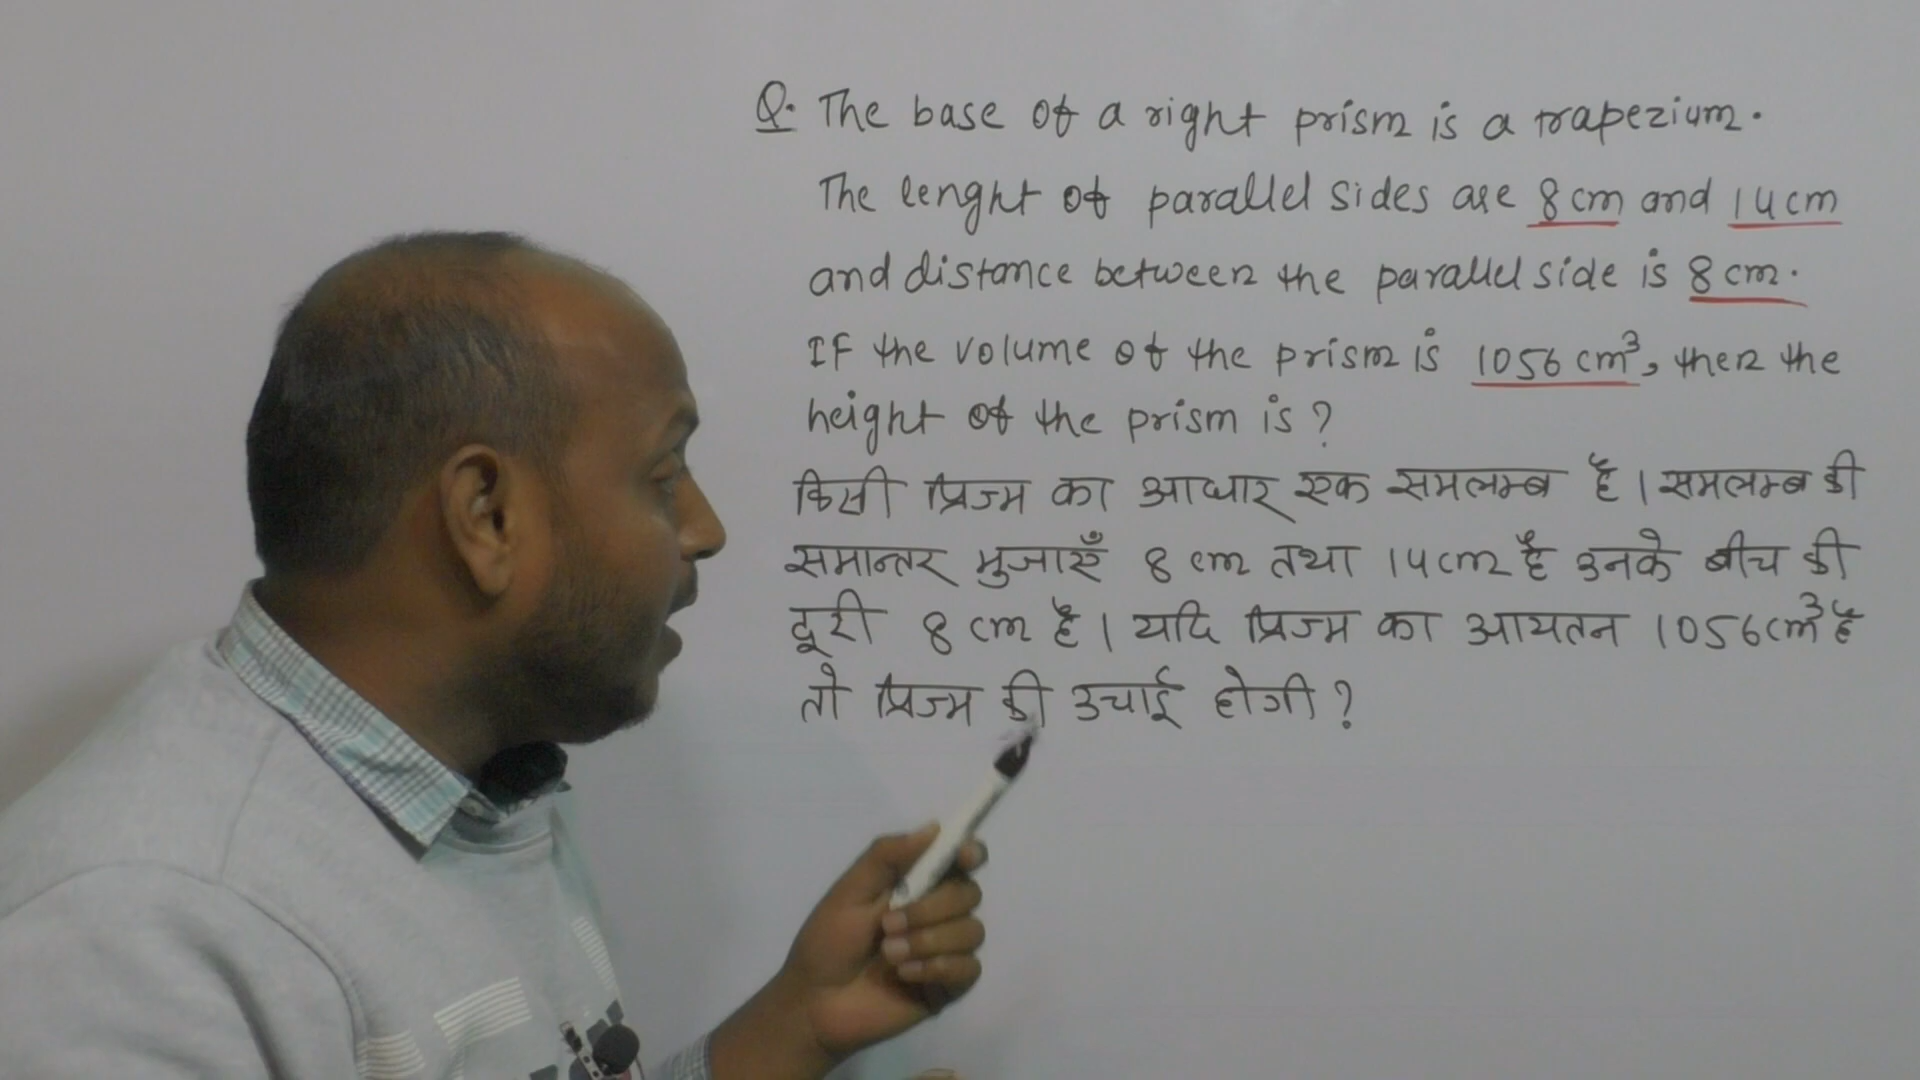 Q. The base of a right prism is a trapezium.
The lenght of parallel sides are 8 cm and 14 cm
and distance between the parallel side is 8 cm.
IF the volume of the prism is 1056 cm³, then the
height of the prism is ?
किसी प्रिज्म का आधार एक समलम्ब है । समलम्ब की
समान्तर भुजाएँ 8 cm तथा 14 cm है उनके बीच की
दूरी 8 cm है । यदि प्रिज्म का आयतन 1056 cm³ है
तो प्रिज्म की उचाई होगी ?